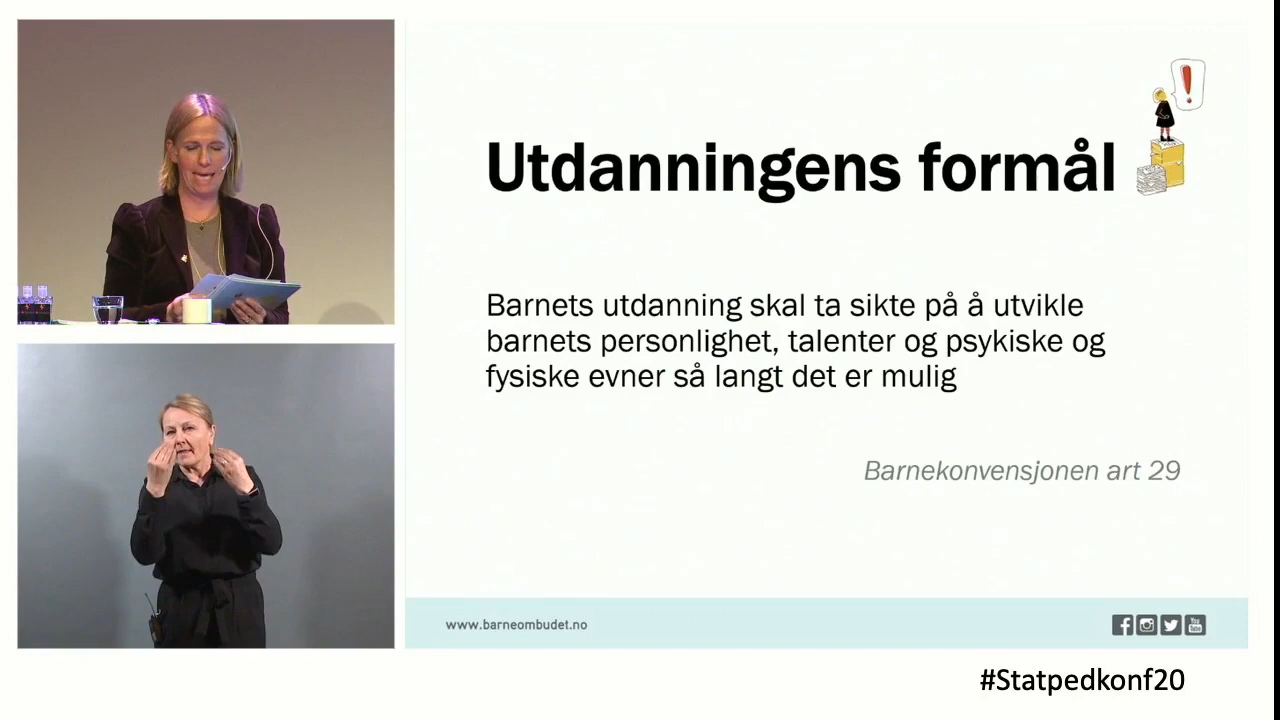 Utdanningens formål
Barnets utdanning skal ta sikte på å utvikle
barnets personlighet, talenter og psykiske og
fysiske evner så langt det er mulig
Barnekonvensjonen art 29
www.barneombudet.no
#Statpedkonf20